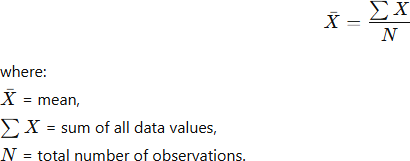 X̄ = ∑ X / N
where:
X̄ = mean,
∑ X = sum of all data values,
N = total number of observations.